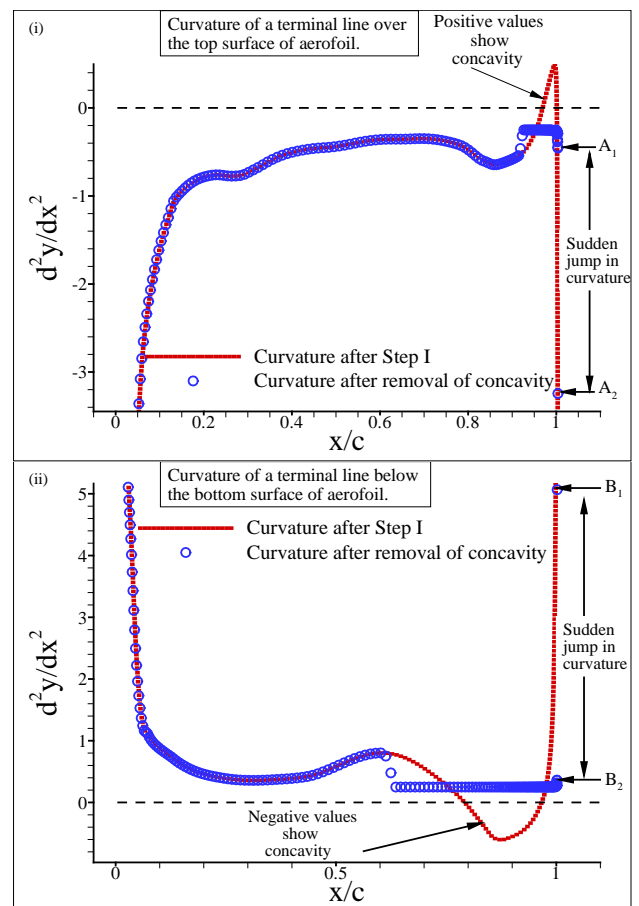 (i)
Curvature of a terminal line over
the top surface of aerofoil.
Positive values
show
concavity
0
-1
-2
-3
d²y/dx²
A₁
Sudden
jump in
curvature
A₂
Curvature after Step I
Curvature after removal of concavity
0
0.2
0.4
0.6
0.8
1
x/c
(ii)
Curvature of a terminal line below
the bottom surface of aerofoil.
5
4
3
2
1
0
d²y/dx²
Curvature after Step I
Curvature after removal of concavity
B₁
Sudden
jump in
curvature
B₂
Negative values
show
concavity
0
0.5
1
x/c